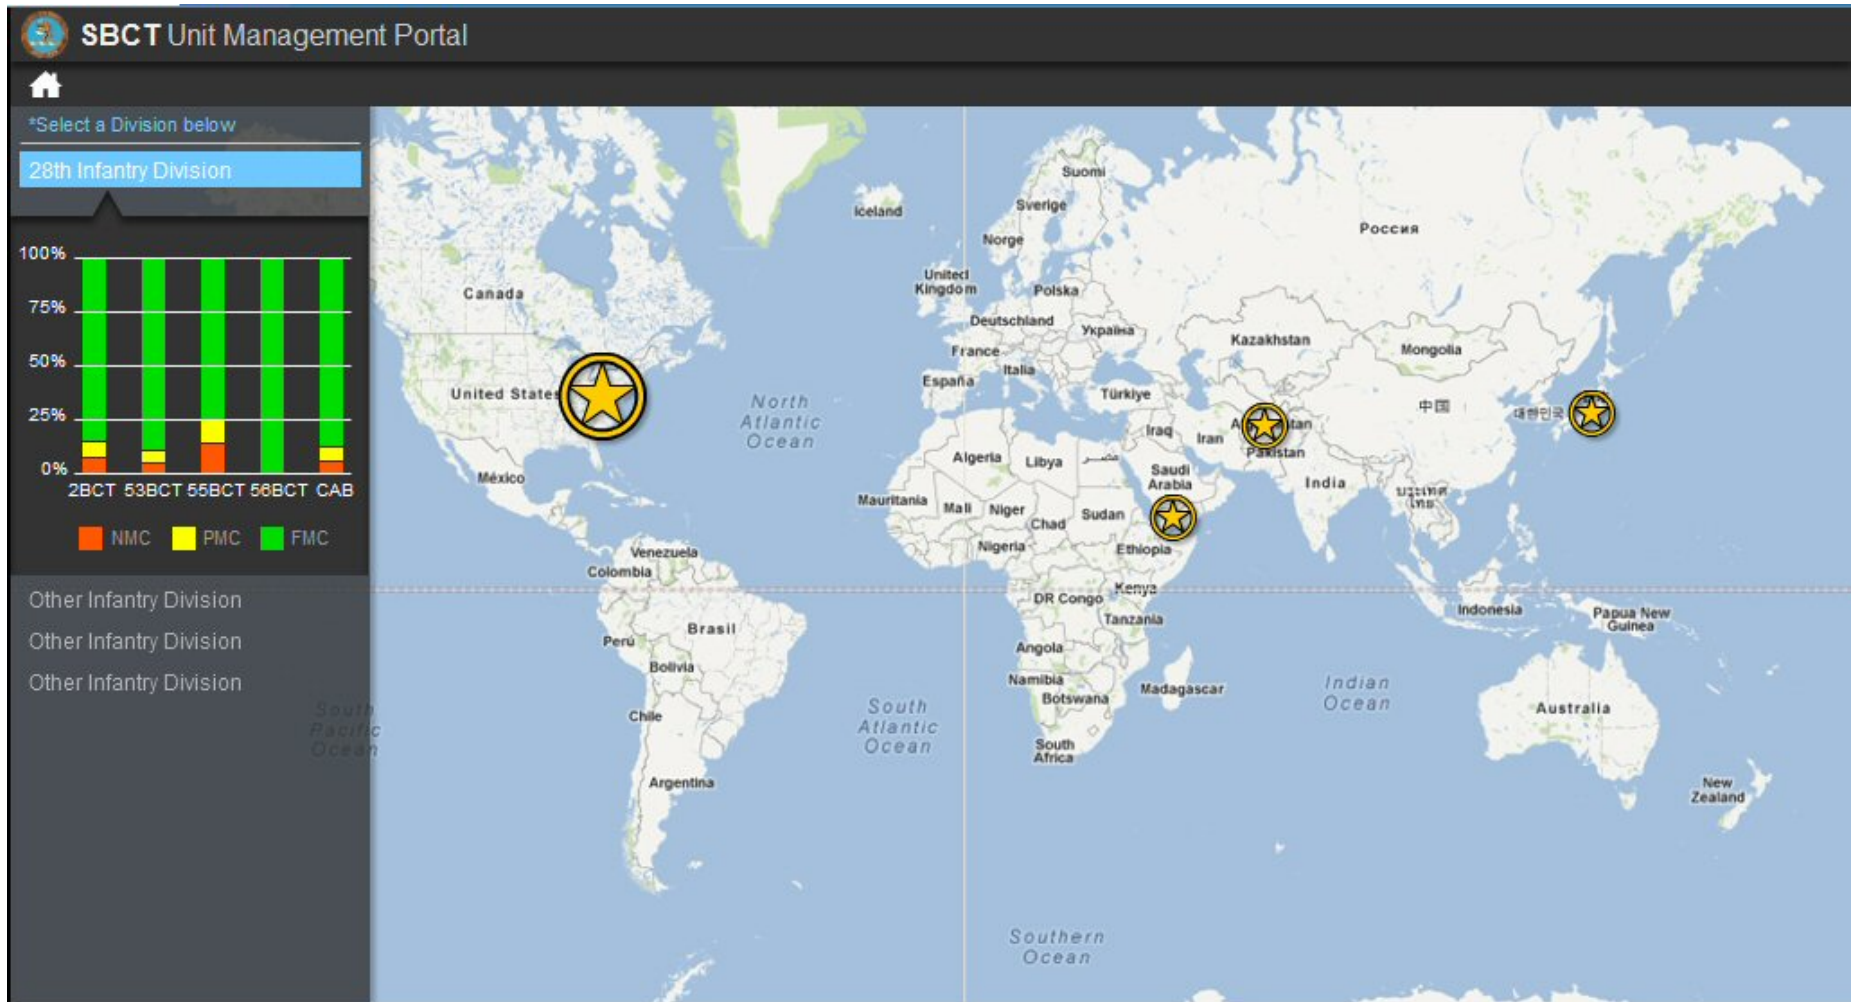 SBCT Unit Management Portal
*Select a Division below
28th Infantry Division
100%
75%
50%
25%
0%
2BCT 53BCT 55BCT 56BCT CAB
NMC PMC FMC
Other Infantry Division
Other Infantry Division
Other Infantry Division
Suomi
Iceland
Sverige
Россия
Norge
United
Kingdom
Polska
Canada
Deutschland
Україна
Kazakhstan
France
Mongolia
Italia
España
Türkiye
United States
North
Atlantic
Ocean
中国
대한민국
Iraq
Iran
Pakistan
Algeria
Libya
مصر
Saudi
Arabia
India
México
Mauritania
Mali
Niger
Chad
Sudan
Nigeria
Ethiopia
Venezuela
Colombia
Kenya
DR Congo
Tanzania
Indonesia
Papua New
Guinea
Perú
Brasil
Bolivia
Angola
Namibia
Botswana
Madagascar
Indian
Ocean
South
Pacific
Ocean
Chile
South
Atlantic
Ocean
Australia
South
Africa
Argentina
New
Zealand
Southern
Ocean